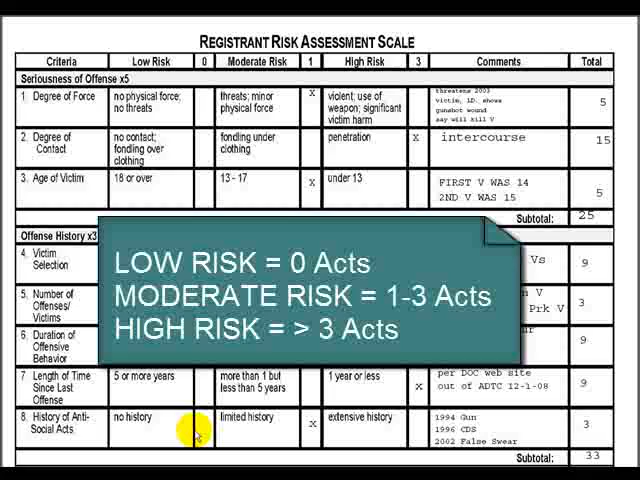 REGISTRANT RISK ASSESSMENT SCALE
Criteria Low Risk 0 Moderate Risk 1 High Risk 3 Comments Total
Seriousness of Offense x5
1 Degree of Force no physical force; no threats threats; minor physical force x violent; use of weapon; significant victim harm threatens 2003 victim, I.D. shows gunshot wound say will kill V 5
2. Degree of Contact no contact; fondling over clothing fondling under clothing penetration x intercourse 15
3. Age of Victim 18 or over 13 - 17 x under 13 FIRST V WAS 14 2ND V WAS 15 5
Subtotal: 25
Offense History x3
4. Victim Selection Vs 9
5. Number of Offenses/ Victims V Prk V 3
6. Duration of Offensive Behavior 9
7 Length of Time Since Last Offense 5 or more years more than 1 but less than 5 years 1 year or less x per DOC web site out of ADTC 12-1-08 9
8. History of Anti-Social Acts no history limited history x extensive history 1994 Gun 1996 CDS 2002 False Swear 3
Subtotal: 33
LOW RISK = 0 Acts
MODERATE RISK = 1-3 Acts
HIGH RISK = > 3 Acts